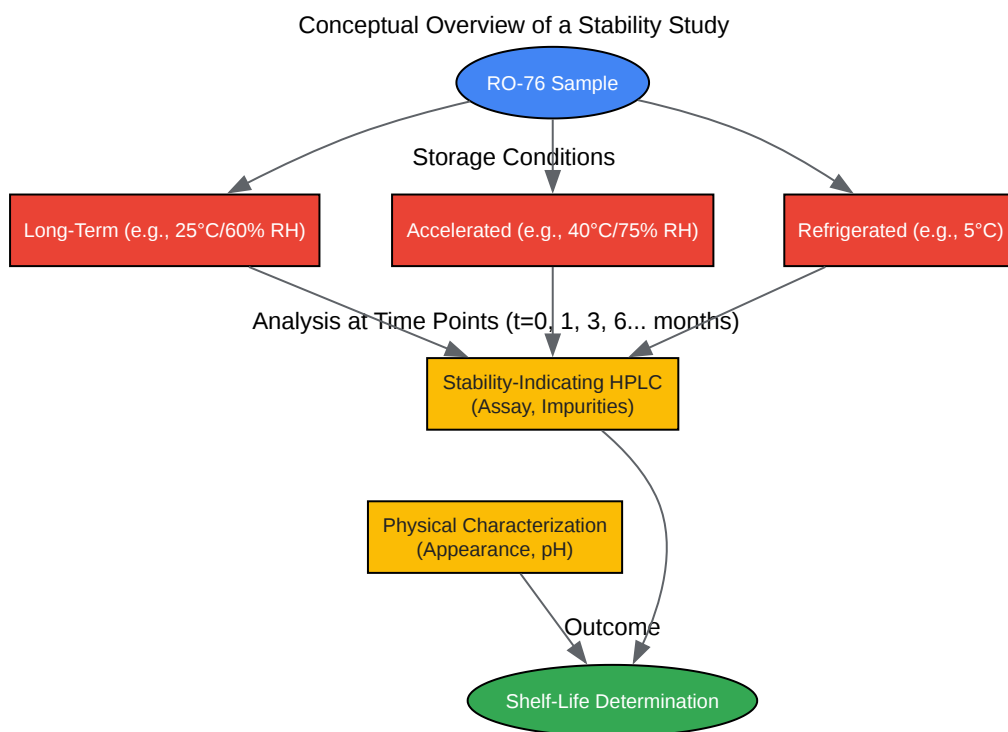 Conceptual Overview of a Stability Study
RO-76 Sample
Storage Conditions
Long-Term (e.g., 25°C/60% RH)
Accelerated (e.g., 40°C/75% RH)
Refrigerated (e.g., 5°C)
Analysis at Time Points (t=0, 1, 3, 6... months)
Stability-Indicating HPLC
(Assay, Impurities)
Physical Characterization
(Appearance, pH)
Outcome
Shelf-Life Determination